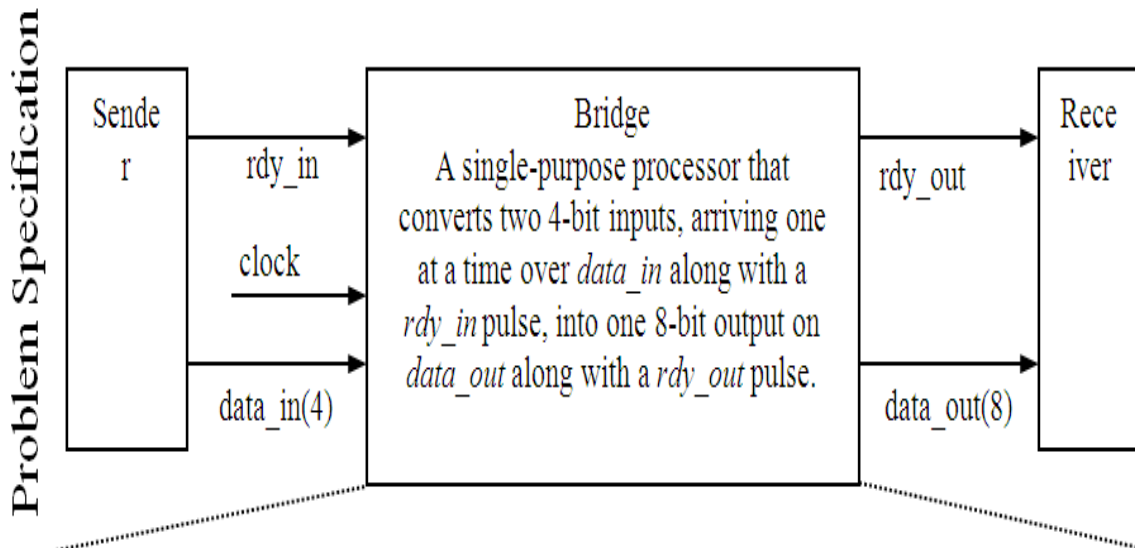 Problem Specification
Sende
r
rdy_in
clock
data_in(4)
Bridge
A single-purpose processor that
converts two 4-bit inputs, arriving one
at a time over data_in along with a
rdy_in pulse, into one 8-bit output on
data_out along with a rdy_out pulse.
rdy_out
data_out(8)
Rece
iver